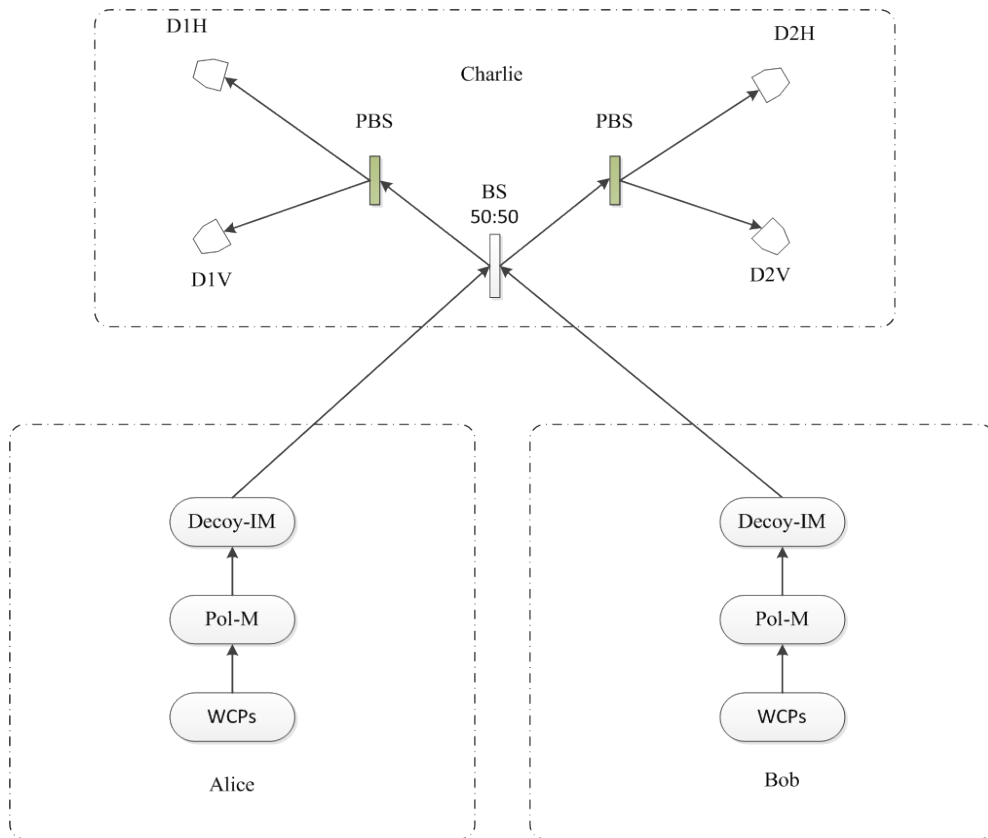 D1H
D2H
Charlie
PBS
PBS
BS
50:50
D1V
D2V
Decoy-IM
Decoy-IM
Pol-M
Pol-M
WCPs
WCPs
Alice
Bob